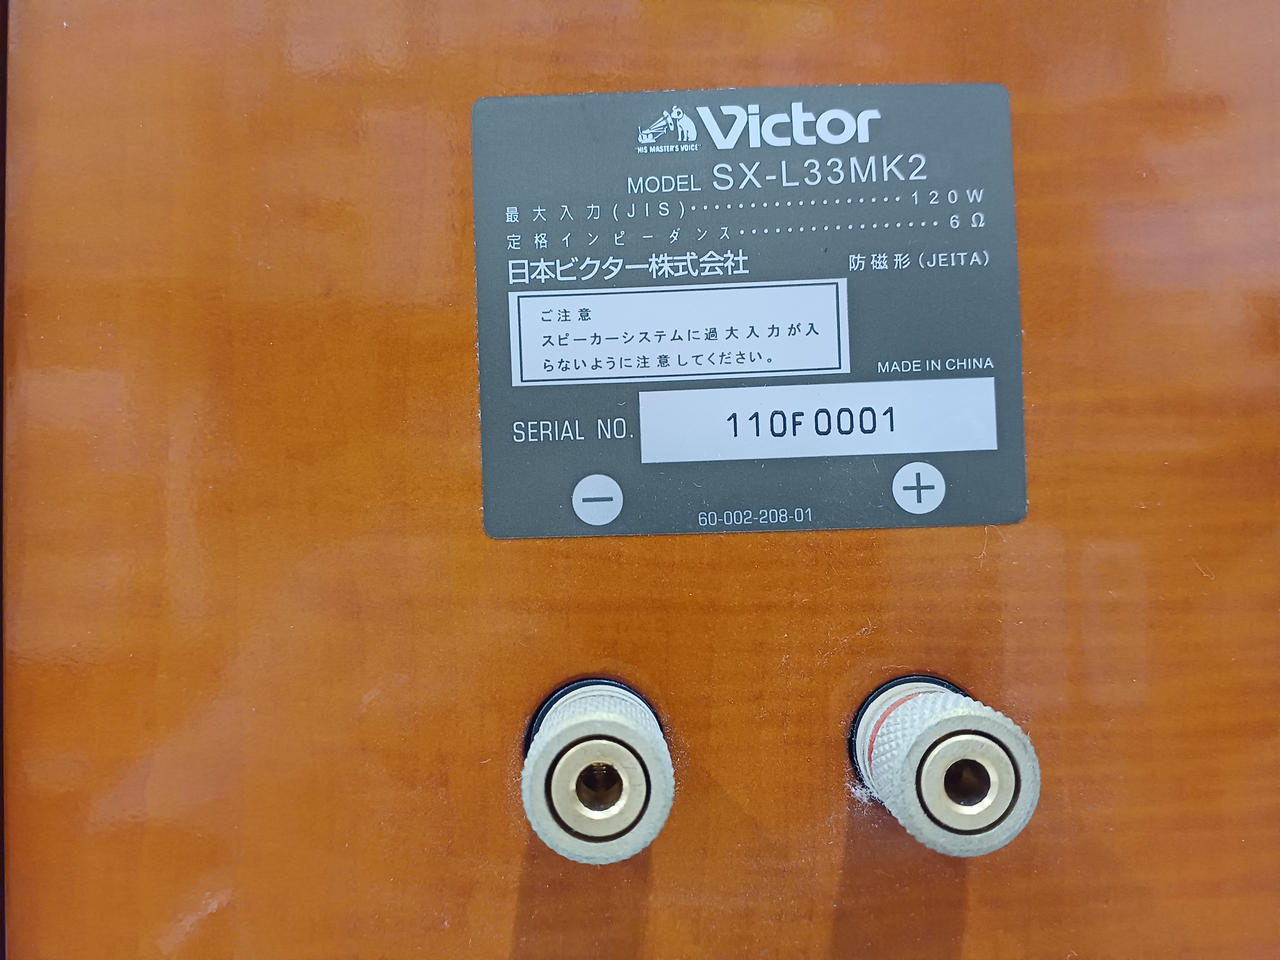 Victor
"HIS MASTER'S VOICE"
MODEL SX-L33MK2
最大入力(JIS)･･････････････････120W
定格インピーダンス･････････････････6Ω
日本ビクター株式会社 防磁形(JEITA)
ご注意
スピーカーシステムに過大入力が入
らないように注意してください。
MADE IN CHINA
SERIAL NO. 110F0001
− +
60-002-208-01